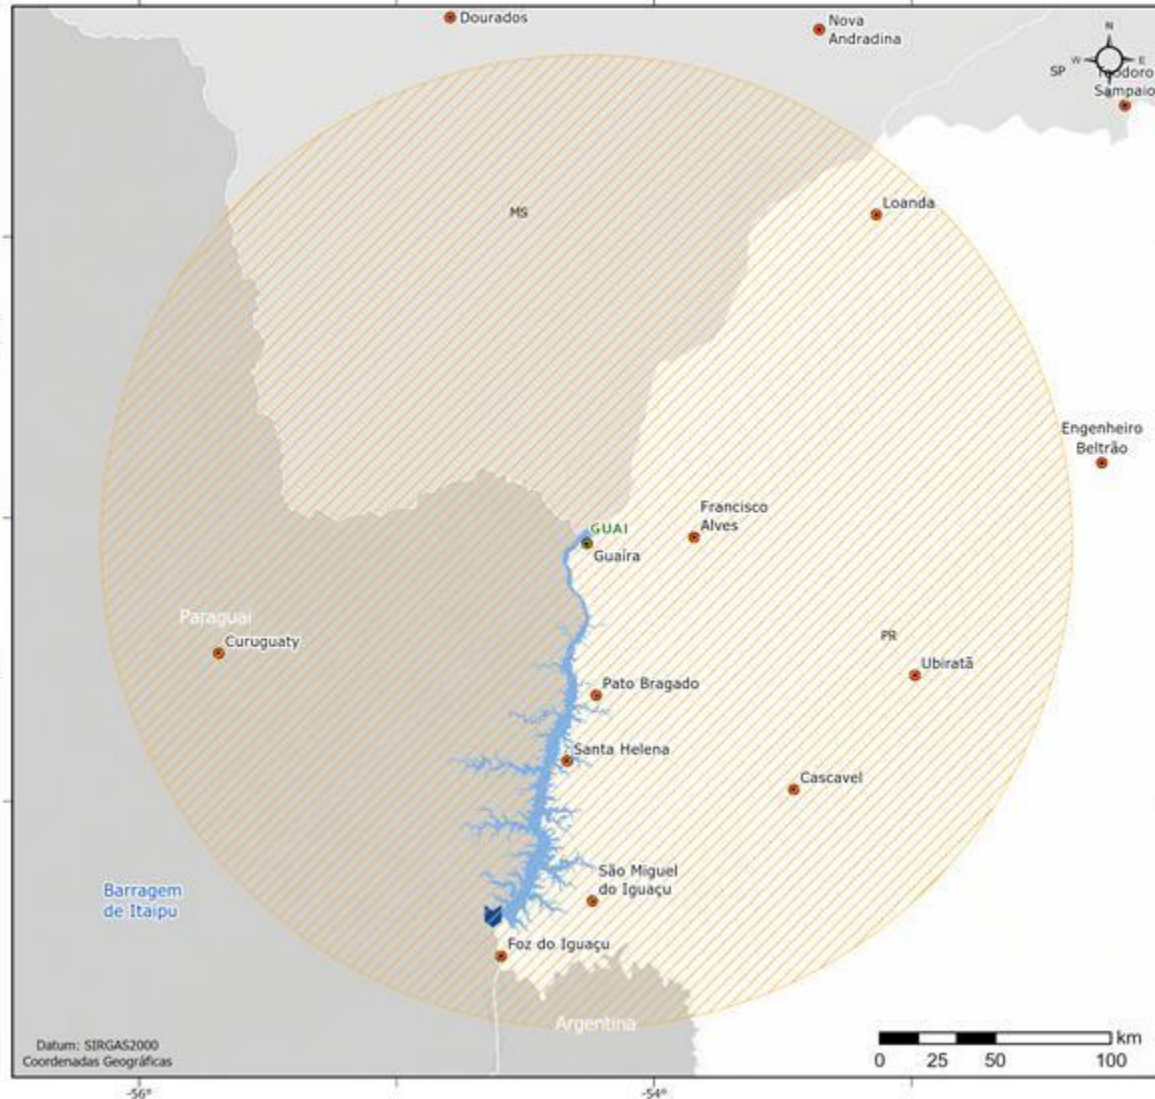 Dourados
Nova
Andradina
N
W
E
SP
Teodoro
Sampaio
MS
Loanda
Engenheiro
Beltrão
Francisco
Alves
GUAI
Guaíra
Paraguai
Curuguaty
PR
Ubiratã
Pato Bragado
Santa Helena
Cascavel
São Miguel
do Iguaçu
Barragem
de Itaipu
Foz do Iguaçu
Argentina
Datum: SIRGAS2000
Coordenadas Geográficas
km
0 25 50 100
-56° -54°